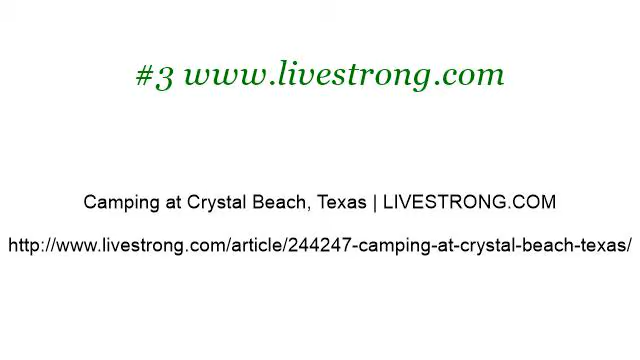 #3 www.livestrong.com
Camping at Crystal Beach, Texas | LIVESTRONG.COM
http://www.livestrong.com/article/244247-camping-at-crystal-beach-texas/